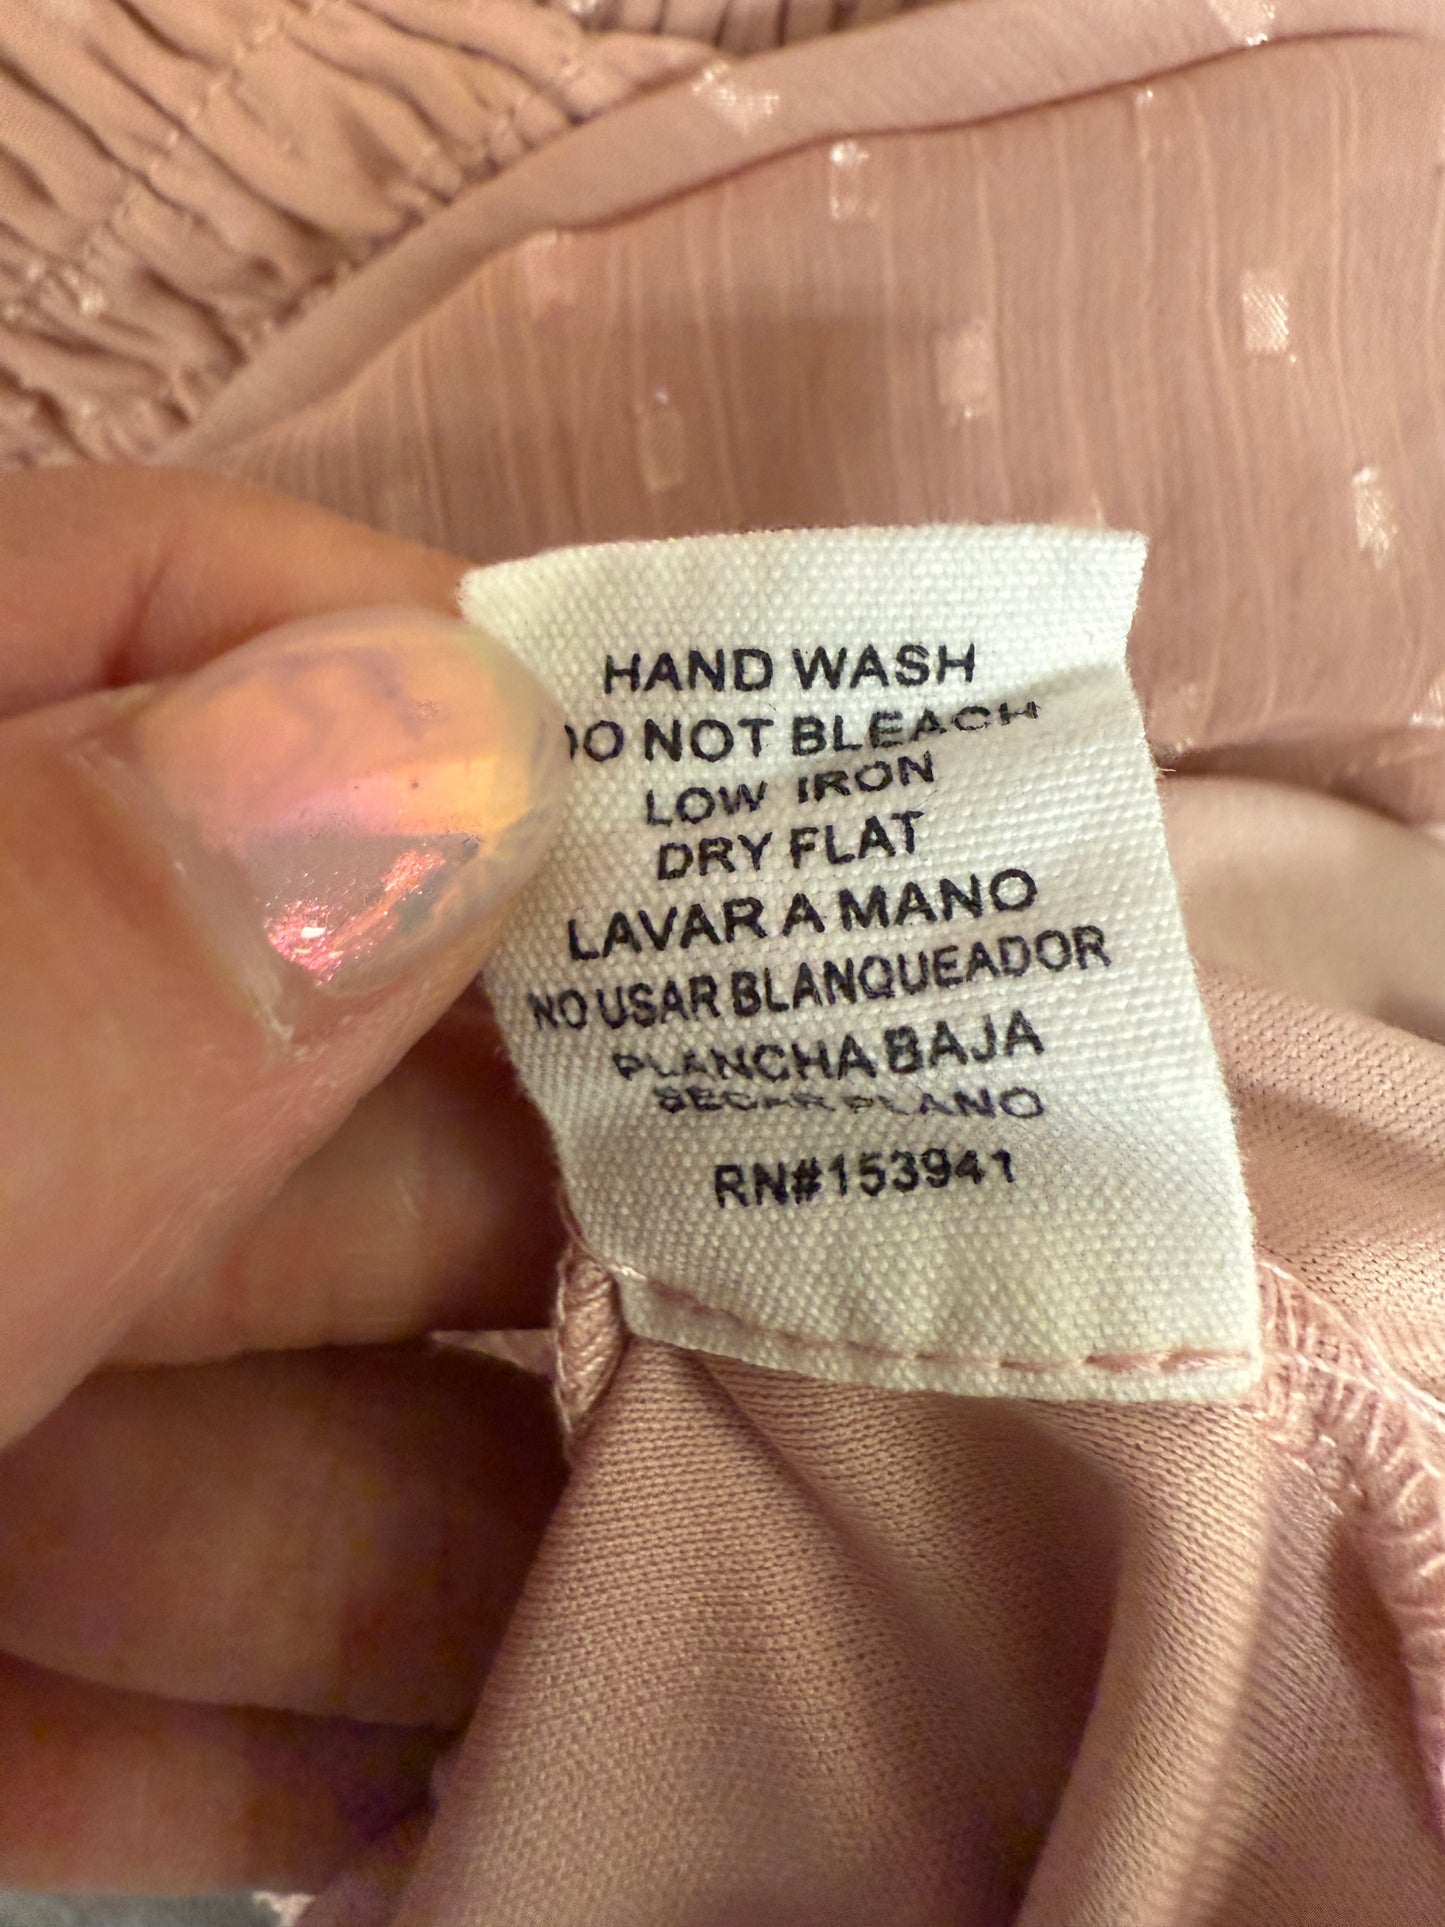 HAND WASH
DO NOT BLEACH
LOW IRON
DRY FLAT
LAVAR A MANO
NO USAR BLANQUEADOR
PLANCHA BAJA
SECAR PLANO
RN#153941